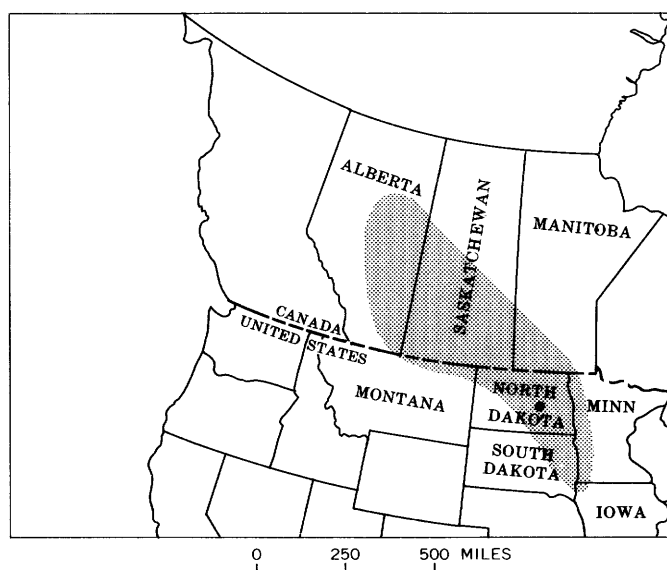 ALBERTA
SASKATCHEWAN
MANITOBA
CANADA
UNITED STATES
MONTANA
NORTH
DAKOTA
MINN
SOUTH
DAKOTA
IOWA
0 250 500 MILES